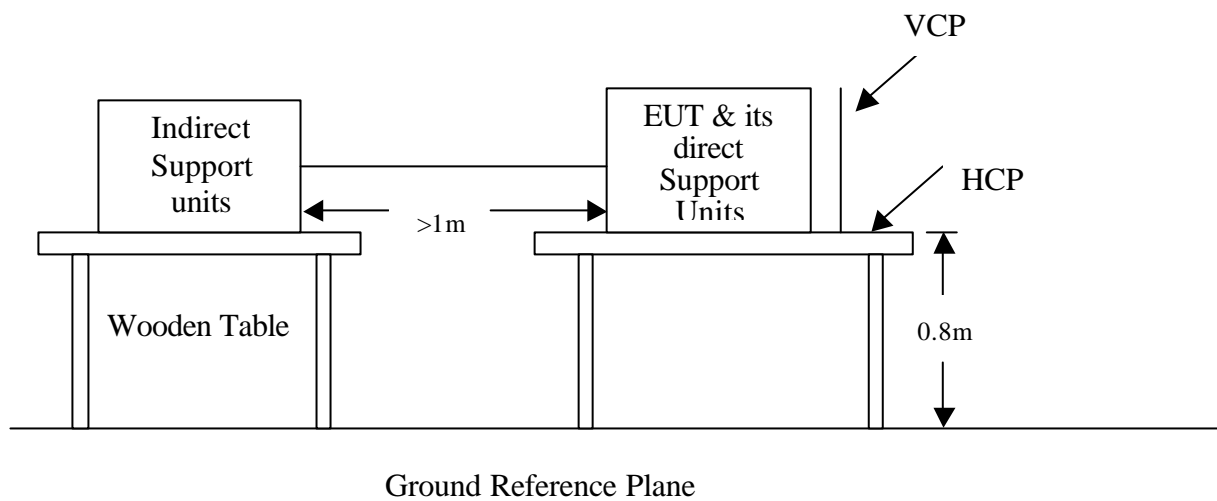 VCP
Indirect
Support
units
EUT & its
direct
Support
Units
HCP
>1m
Wooden Table
0.8m
Ground Reference Plane